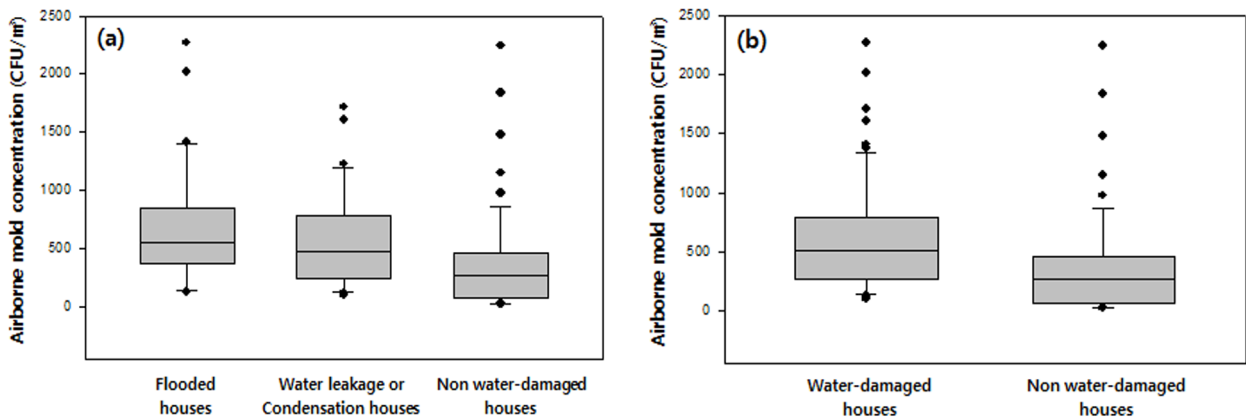 (a)
Airborne mold concentration (CFU/㎥)
2500
2000
1500
1000
500
0
Flooded
houses
Water leakage or
Condensation houses
Non water-damaged
houses
(b)
Airborne mold concentration (CFU/㎥)
2500
2000
1500
1000
500
0
Water-damaged
houses
Non water-damaged
houses